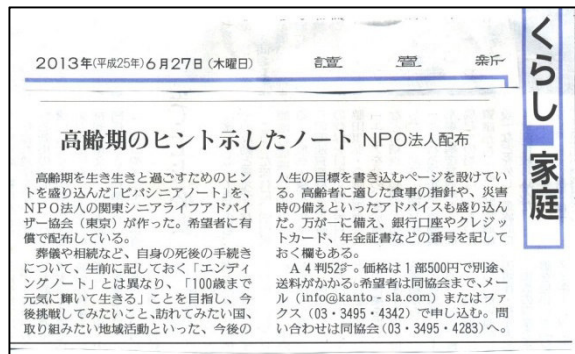 2013年(平成25年)6月27日(木曜日)
讀賣新
くらし 家庭
高齢期のヒント示したノート NPO法人配布
高齢期を生き生きと過ごすためのヒン
トを盛り込んだ「ビバシニアノート」を、
NPO法人の関東シニアライフアドバイ
ザー協会(東京)が作った。希望者に有
償で配布している。
葬儀や相続など、自身の死後の手続き
について、生前に記しておく「エンディ
ングノート」とは異なり、「100歳まで
元気に輝いて生きる」ことを目指し、今
後挑戦してみたいこと、訪れてみたい国、
取り組みたい地域活動といった、今後の
人生の目標を書き込むページを設けてい
る。高齢者に適した食事の指針や、災害
時の備えといったアドバイスも盛り込ん
だ。万が一に備え、銀行口座やクレジッ
トカード、年金証書などの番号を記して
おく欄もある。
A4判52㌻。価格は1部500円で別途、
送料がかかる。希望者は同協会まで、メー
ル(info@kanto-sla.com)またはファ
クス(03・3495・4342)で申し込む。問
い合わせは同協会(03・3495・4283)へ。